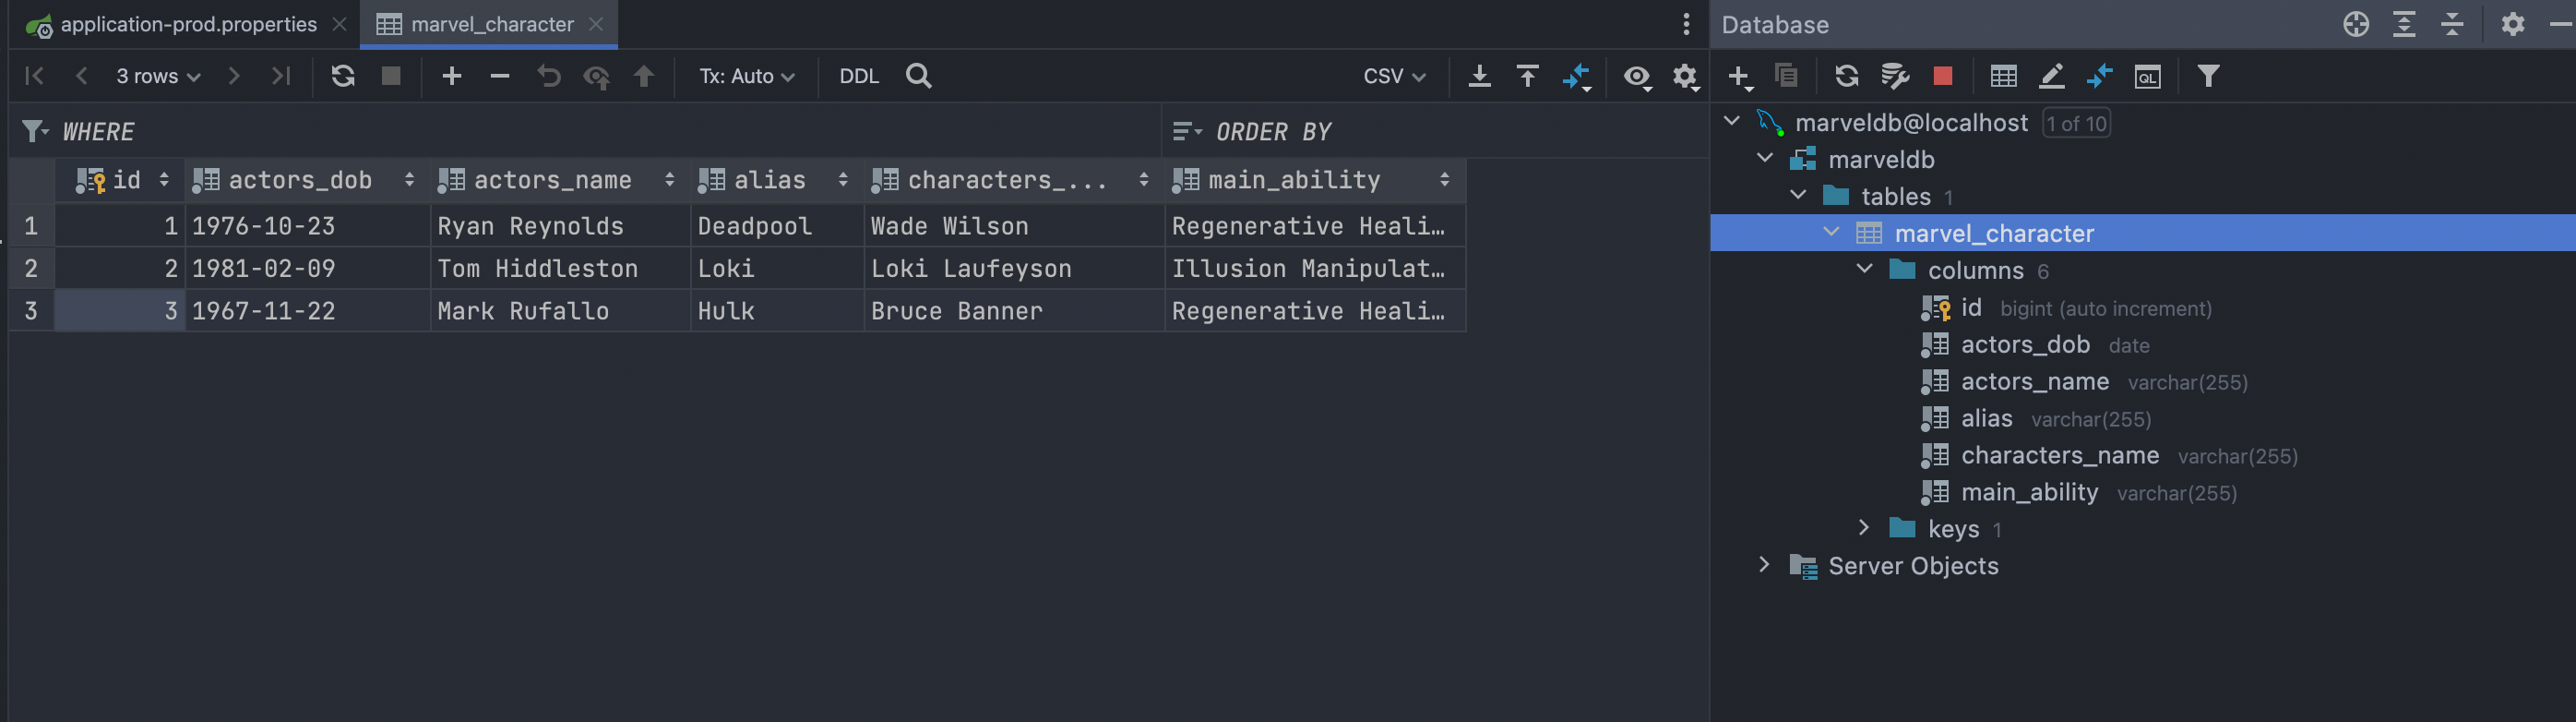 application-prod.properties marvel_character
3 rows Tx: Auto DDL CSV
WHERE ORDER BY
id actors_dob actors_name alias characters_... main_ability
1 1 1976-10-23 Ryan Reynolds Deadpool Wade Wilson Regenerative Heali…
2 2 1981-02-09 Tom Hiddleston Loki Loki Laufeyson Illusion Manipulat…
3 3 1967-11-22 Mark Rufallo Hulk Bruce Banner Regenerative Heali…
Database
QL
marveldb@localhost 1 of 10
marveldb
tables 1
marvel_character
columns 6
id bigint (auto increment)
actors_dob date
actors_name varchar(255)
alias varchar(255)
characters_name varchar(255)
main_ability varchar(255)
keys 1
Server Objects